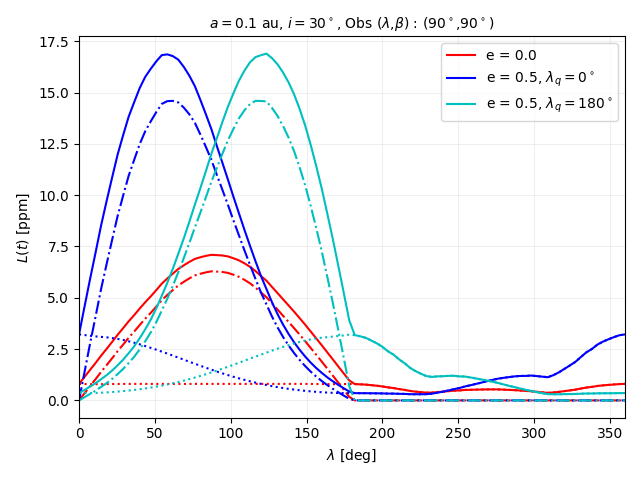 a = 0.1 au, i = 30°, Obs (λ,β) : (90°,90°)
17.5
15.0
12.5
10.0
7.5
5.0
2.5
0.0
L(t) [ppm]
e = 0.0
e = 0.5, λq = 0°
e = 0.5, λq = 180°
0 50 100 150 200 250 300 350
λ [deg]